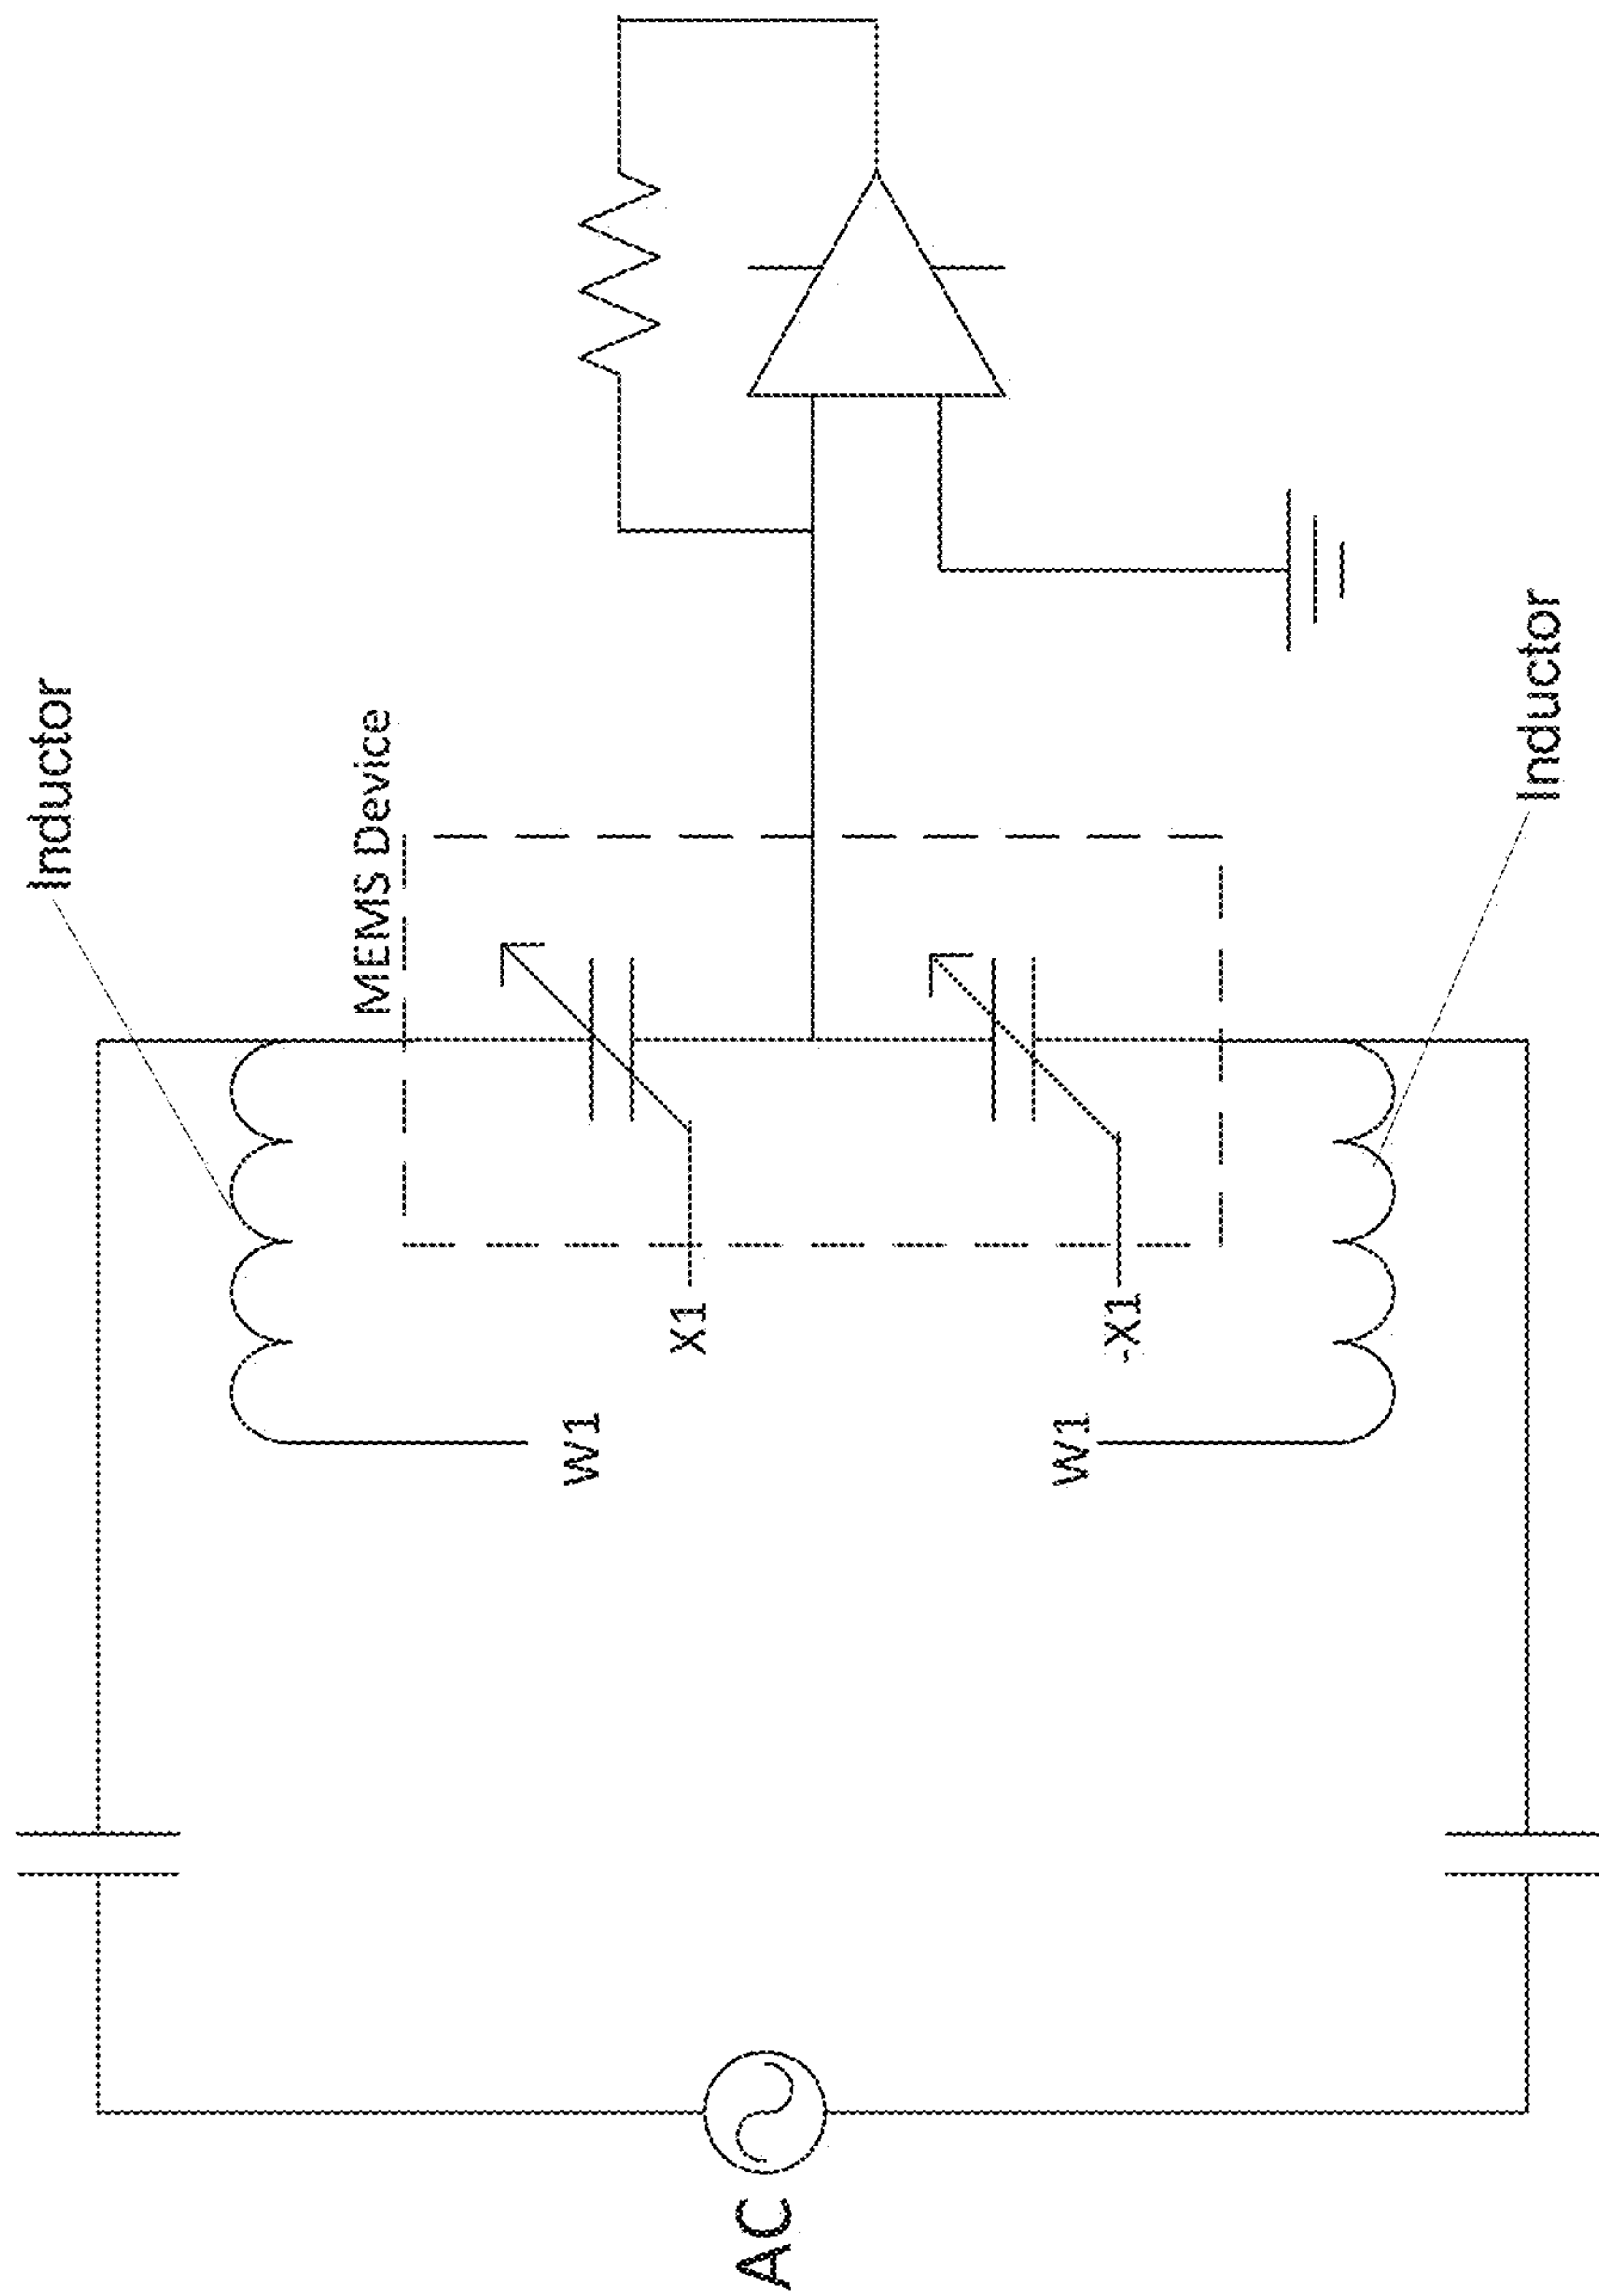 Inductor
MEMS Device
X1
W1
AC
~X1
W1
Inductor